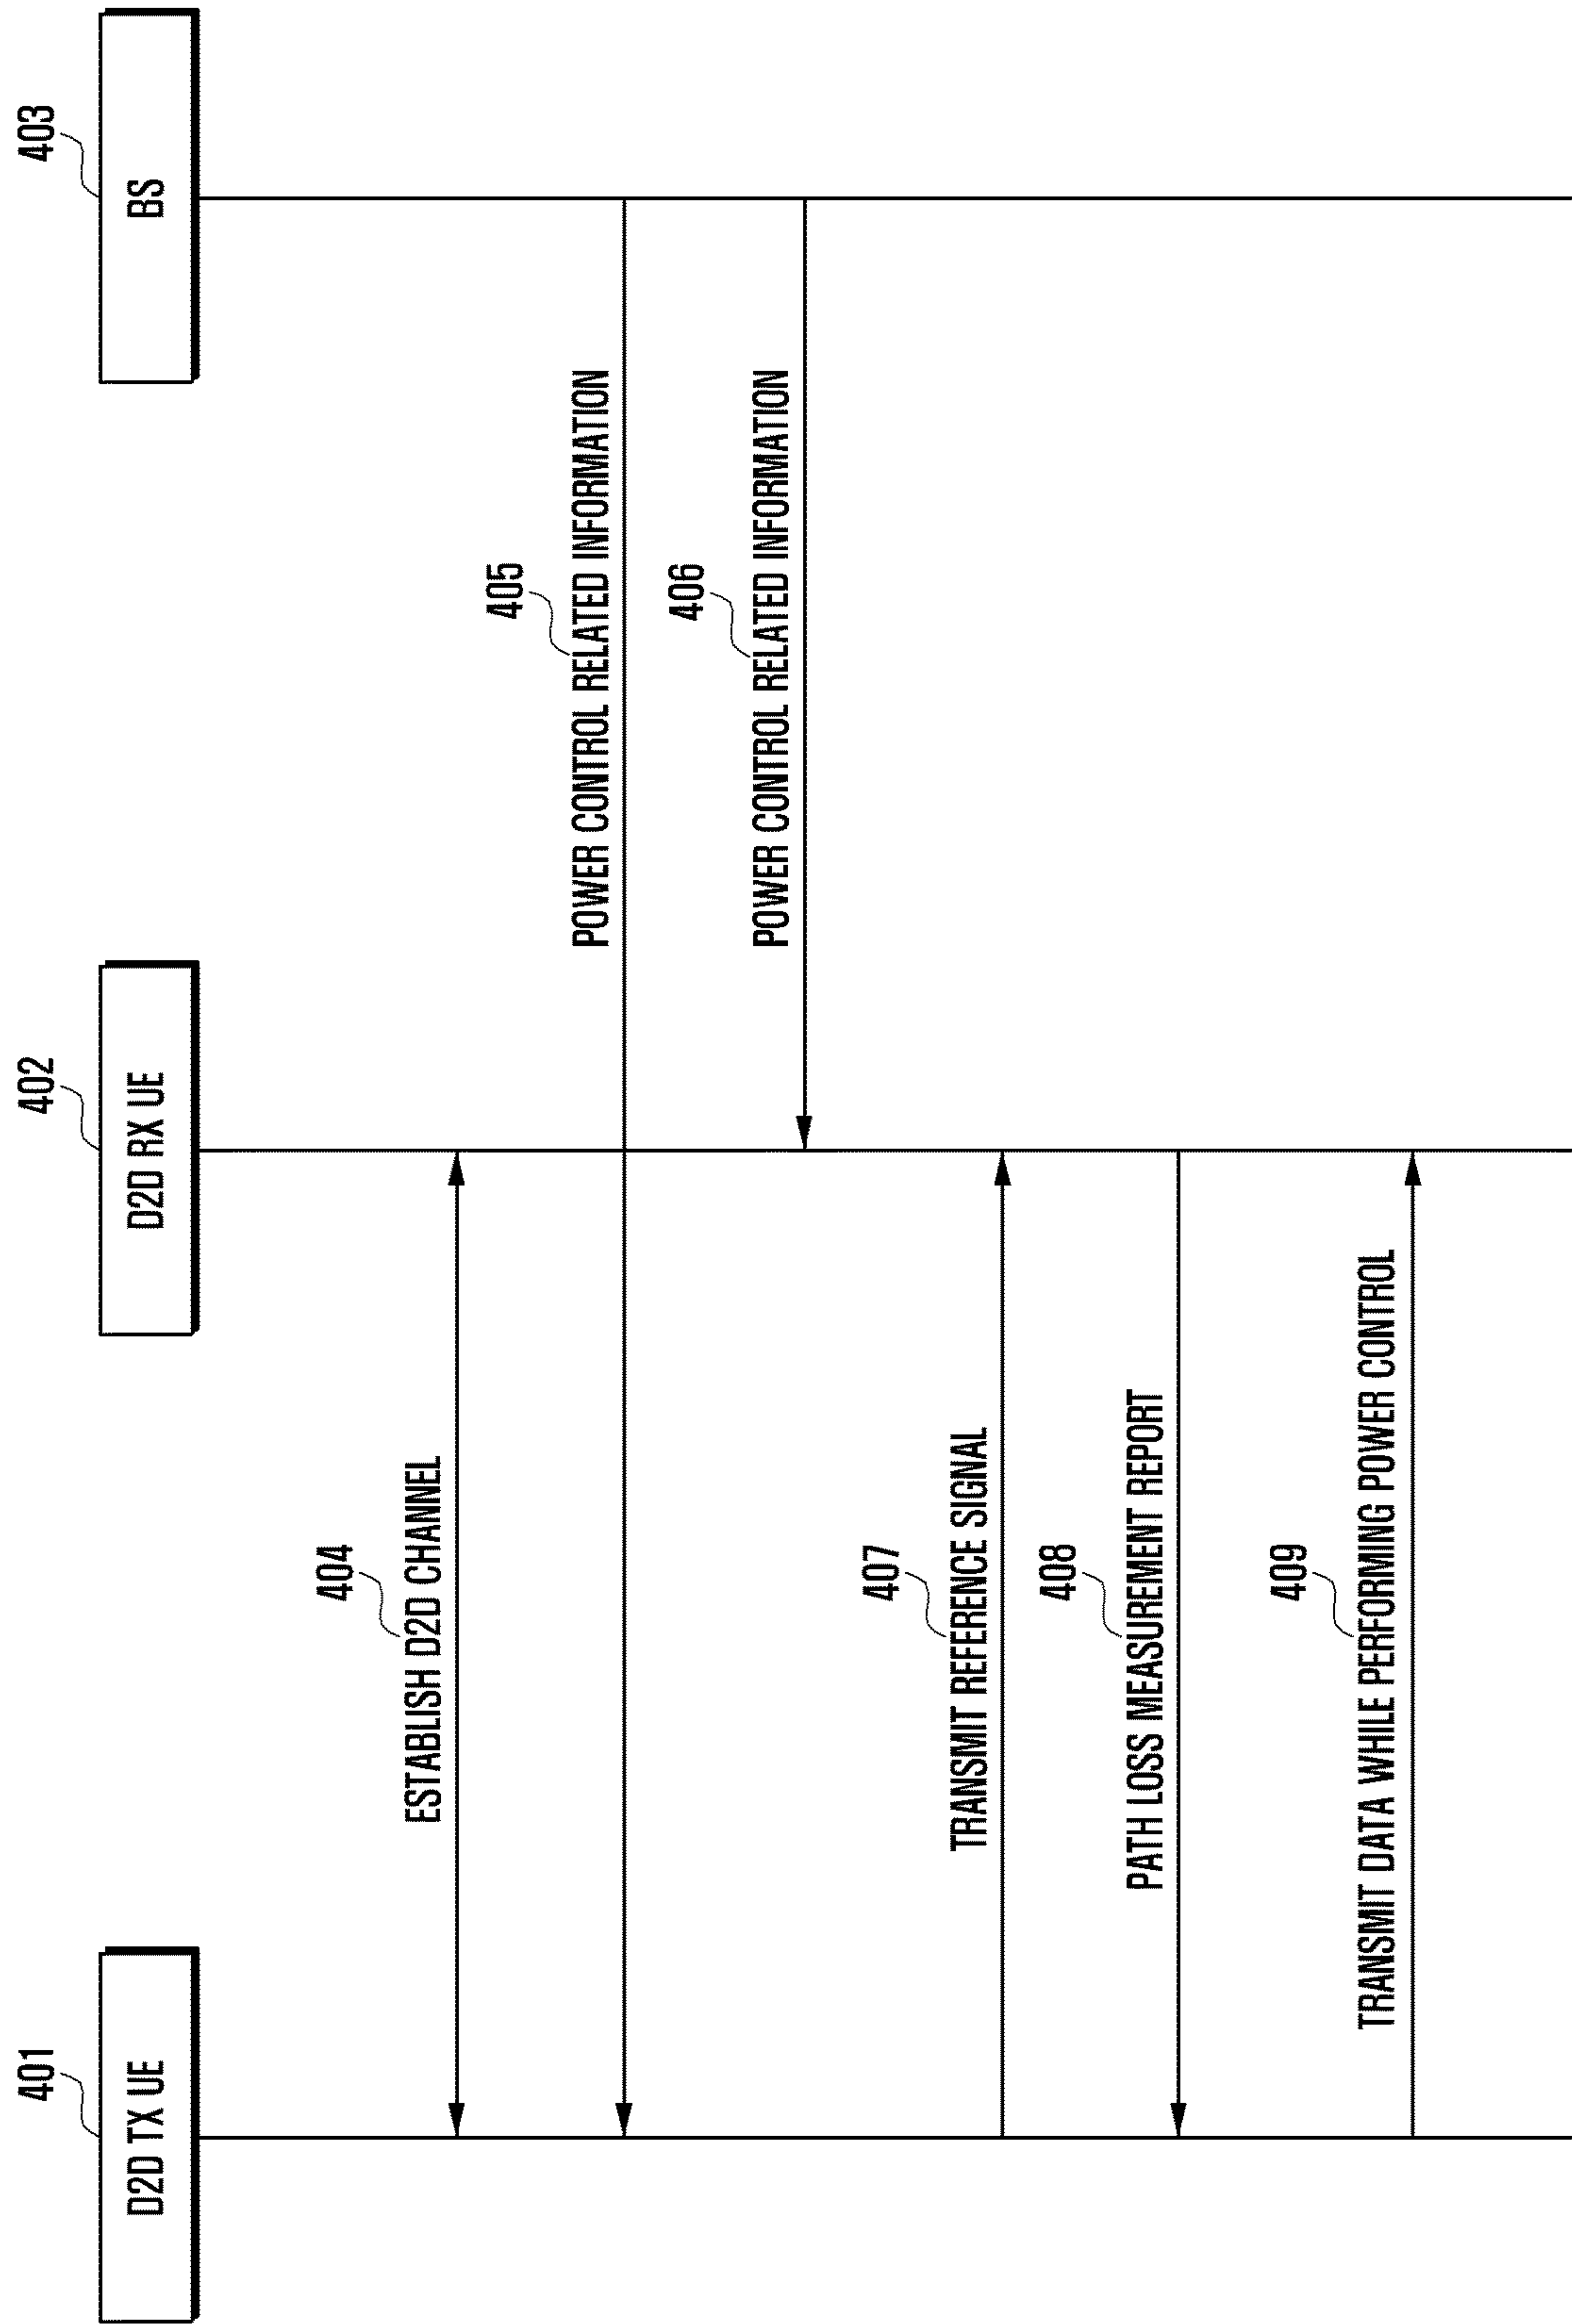 401
402
403
D2D TX UE
D2D RX UE
BS
404
ESTABLISH D2D CHANNEL
405
POWER CONTROL RELATED INFORMATION
406
POWER CONTROL RELATED INFORMATION
407
TRANSMIT REFERENCE SIGNAL
408
PATH LOSS MEASUREMENT REPORT
409
TRANSMIT DATA WHILE PERFORMING POWER CONTROL